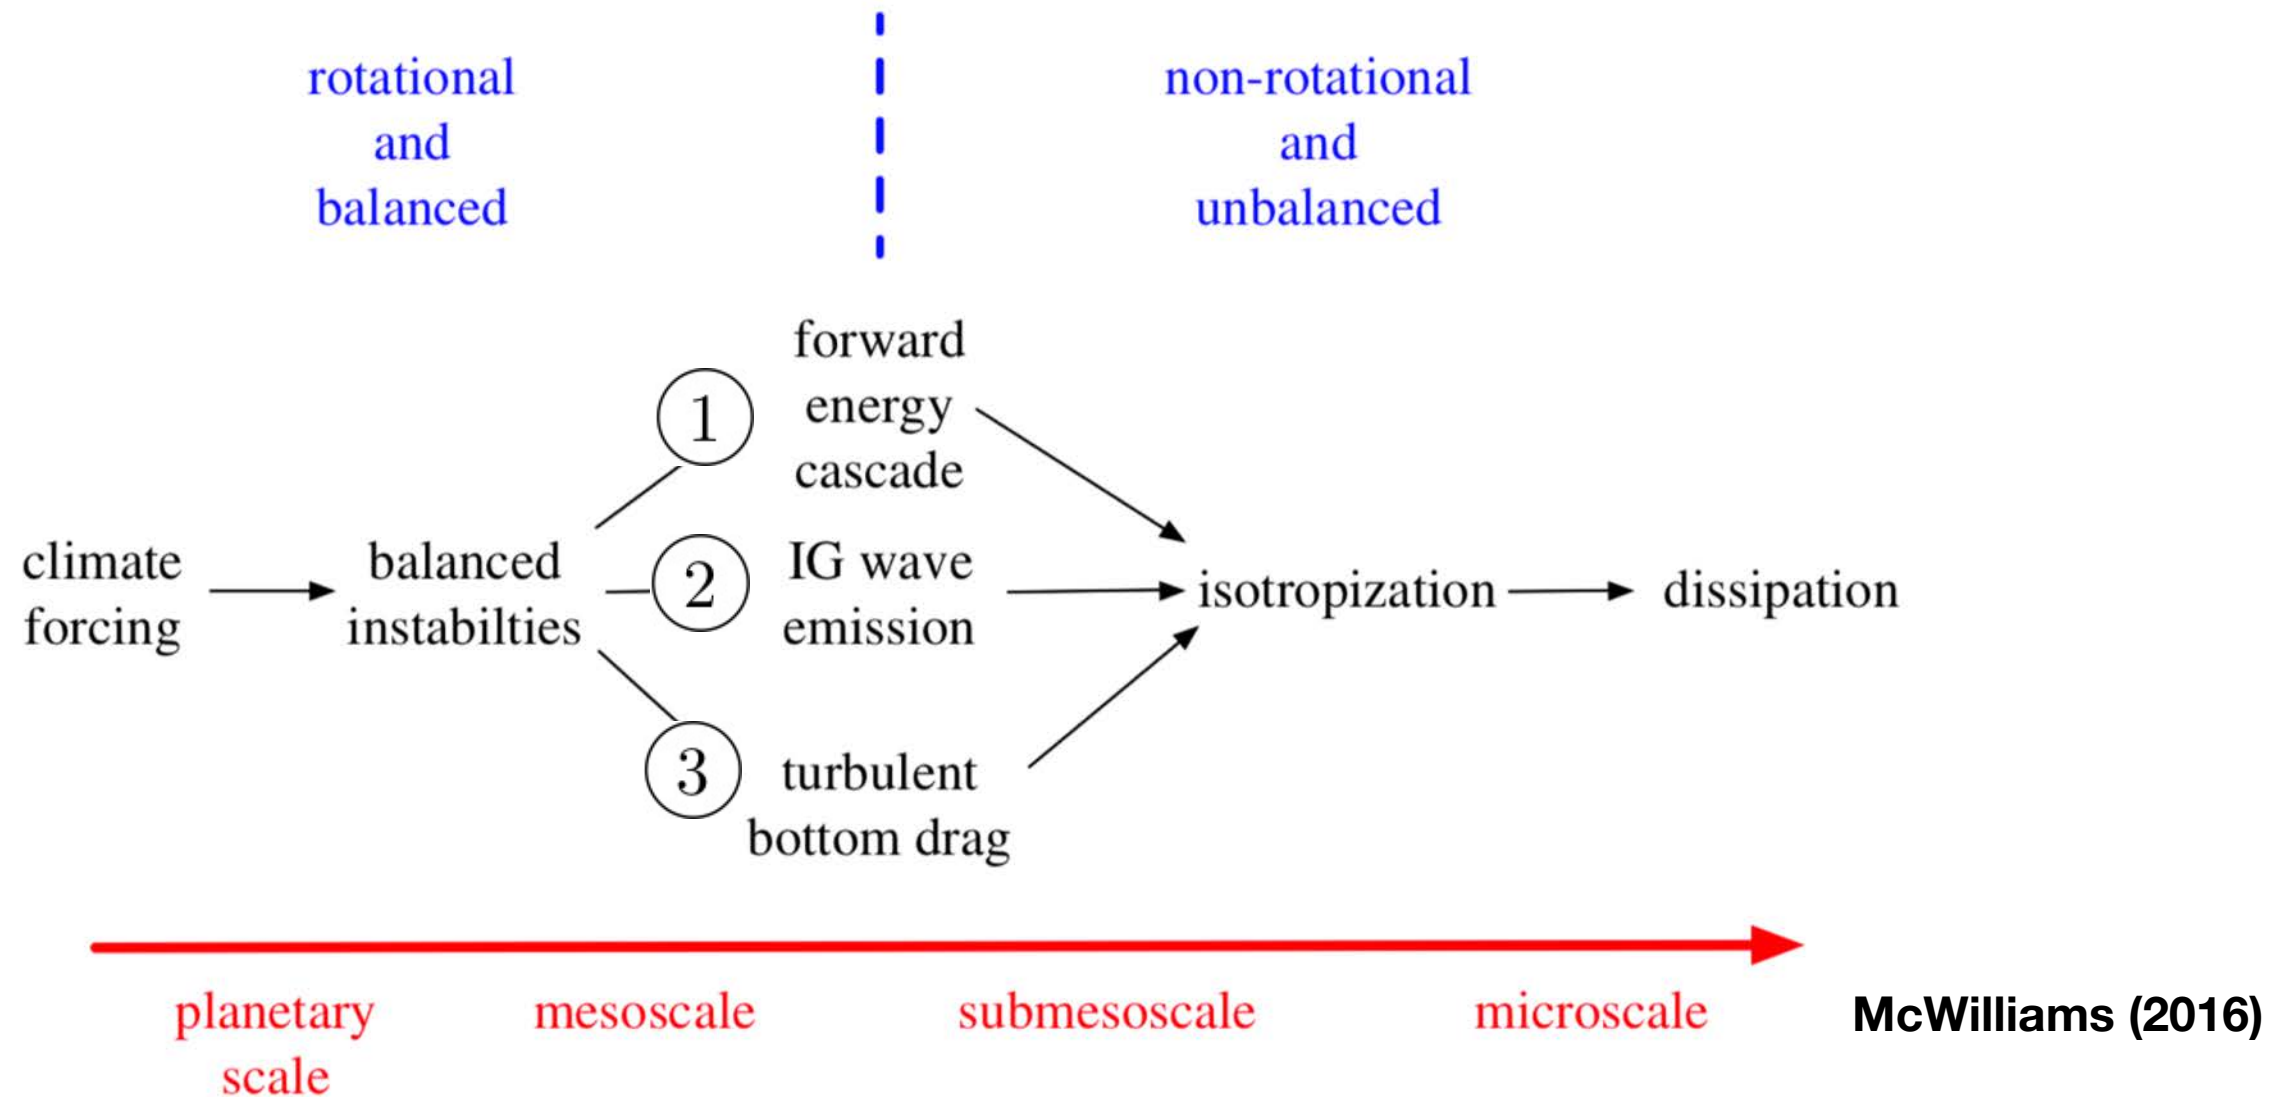 rotational
and
balanced
non-rotational
and
unbalanced
climate
forcing
balanced
instabilties
1
forward
energy
cascade
2
IG wave
emission
3
turbulent
bottom drag
isotropization
dissipation
planetary
scale
mesoscale
submesoscale
microscale
McWilliams (2016)